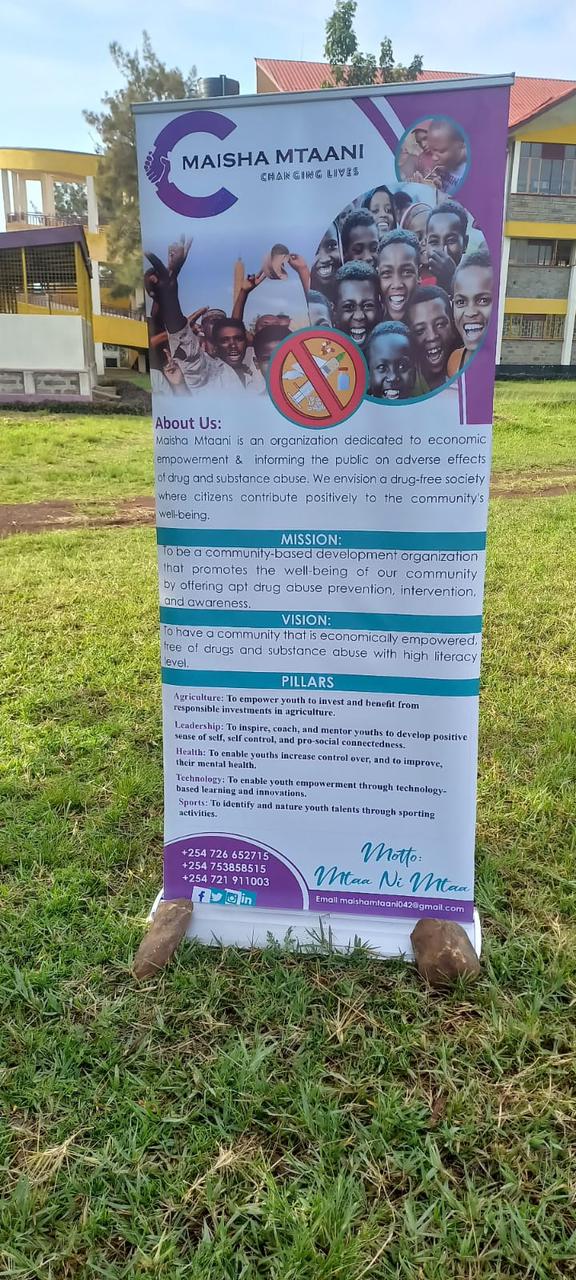 MAISHA MTAANI
CHANGING LIVES
About Us:
Maisha Mtaani is an organization dedicated to economic
empowerment & informing the public on adverse effects
of drug and substance abuse. We envision a drug-free society
where citizens contribute positively to the community's
well-being.
MISSION:
To be a community-based development organization
that promotes the well-being of our community
by offering apt drug abuse prevention, intervention,
and awareness.
VISION:
To have a community that is economically empowered,
free of drugs and substance abuse with high literacy
level.
PILLARS
Agriculture: To empower youth to invest and benefit from
responsible investments in agriculture.
Leadership: To inspire, coach, and mentor youths to develop positive
sense of self, self control, and pro-social connectedness.
Health: To enable youths increase control over, and to improve,
their mental health.
Technology: To enable youth empowerment through technology-
based learning and innovations.
Sports: To identify and nature youth talents through sporting
activities.
+254 726 652715
+254 753858515
+254 721 911003
Motto:
Mtaa Ni Mtaa
Email maishamtaani042@gmail.com